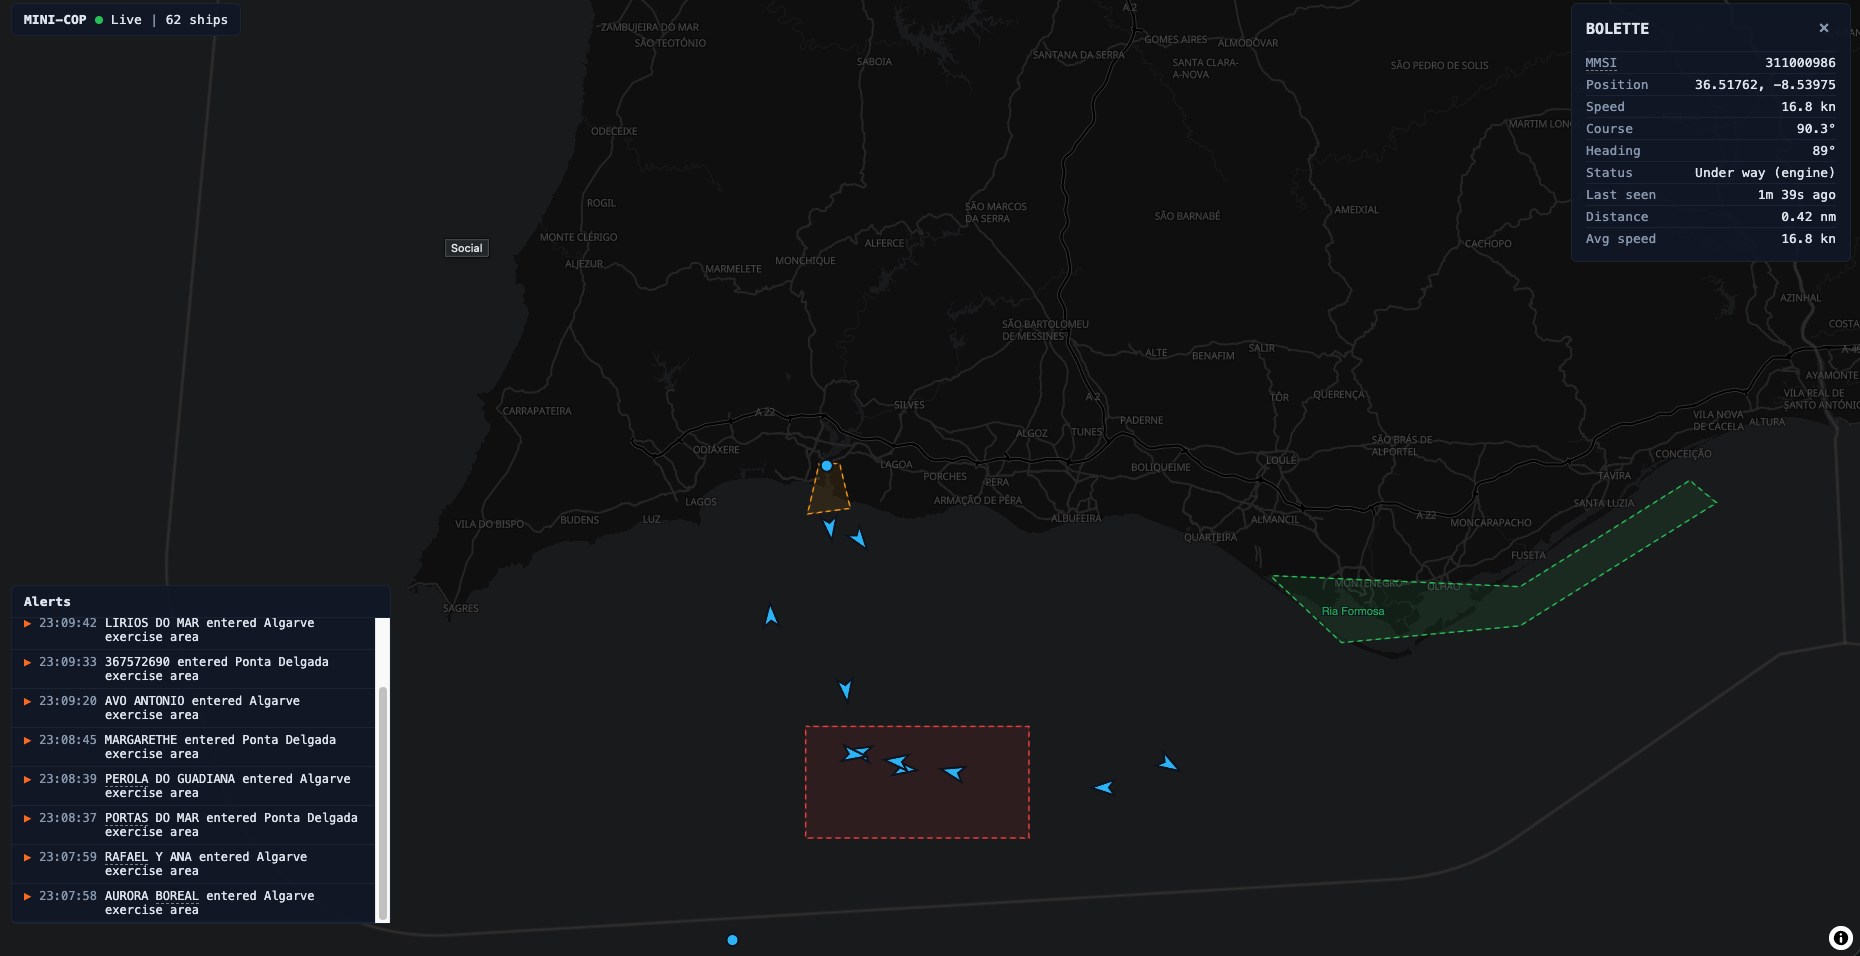 MINI-COP ● Live | 62 ships
BOLETTE ×
MMSI 311000986
Position 36.51762, -8.53975
Speed 16.8 kn
Course 90.3°
Heading 89°
Status Under way (engine)
Last seen 1m 39s ago
Distance 0.42 nm
Avg speed 16.8 kn
ZAMBUJEIRA DO MAR
SÃO TEOTÓNIO
SABOIA
A 2
SANTANA DA SERRA
GOMES AIRES
ALMODÔVAR
SANTA CLARA-
A-NOVA
SÃO PEDRO DE SOLIS
MARTIM LON
ODECEIXE
ROGIL
SÃO MARCOS
DA SERRA
SÃO BARNABÉ
AMEIXIAL
CACHOPO
MONTE CLÉRIGO
ALJEZUR
ALFERCE
MONCHIQUE
MARMELETE
Social
AZINHAL
COSTA
SÃO BARTOLOMEU
DE MESSINES
ALTE
BENAFIM
SALIR
AYAMONTE
VILA REAL DE
SANTO ANTÓNIO
CARRAPATEIRA
A 22
SILVES
A 2
TÔR
QUERENÇA
PADERNE
VILA NOVA
DE CACELA
ALTURA
ODIÁXERE
ALGOZ
TUNES
SÃO BRÁS DE
ALPORTEL
CONCEIÇÃO
LAGOA
PORCHES
PERA
BOLIQUEIME
LOULÉ
TAVIRA
LAGOS
ARMAÇÃO DE PÊRA
SANTA LUZIA
VILA DO BISPO
BUDENS
LUZ
ALBUFEIRA
ALMANCIL
A 22
MONCARAPACHO
QUARTEIRA
FUSETA
MONTENEGRO
OLHÃO
Ria Formosa
SAGRES
Alerts
23:09:42 LIRIOS DO MAR entered Algarve
exercise area
23:09:33 367572690 entered Ponta Delgada
exercise area
23:09:20 AVO ANTONIO entered Algarve
exercise area
23:08:45 MARGARETHE entered Ponta Delgada
exercise area
23:08:39 PEROLA DO GUADIANA entered Algarve
exercise area
23:08:37 PORTAS DO MAR entered Ponta Delgada
exercise area
23:07:59 RAFAEL Y ANA entered Algarve
exercise area
23:07:58 AURORA BOREAL entered Algarve
exercise area